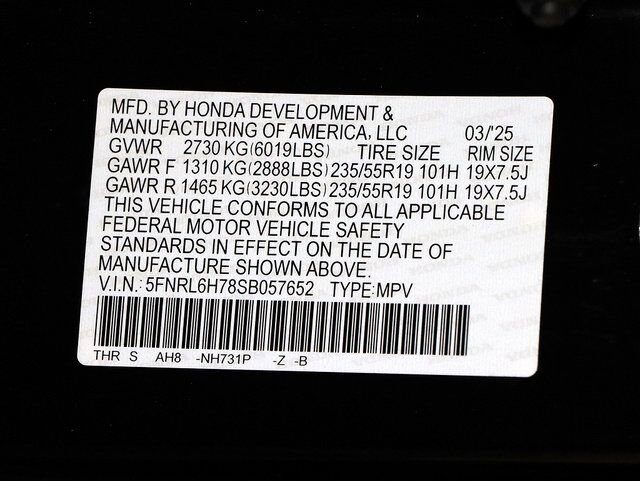 MFD. BY HONDA DEVELOPMENT &
MANUFACTURING OF AMERICA, LLC 03/'25
GVWR 2730 KG(6019LBS) TIRE SIZE RIM SIZE
GAWR F 1310 KG(2888LBS) 235/55R19 101H 19X7.5J
GAWR R 1465 KG(3230LBS) 235/55R19 101H 19X7.5J
THIS VEHICLE CONFORMS TO ALL APPLICABLE
FEDERAL MOTOR VEHICLE SAFETY
STANDARDS IN EFFECT ON THE DATE OF
MANUFACTURE SHOWN ABOVE.
V.I.N.: 5FNRL6H78SB057652 TYPE:MPV
THR S AH8 -NH731P -Z -B